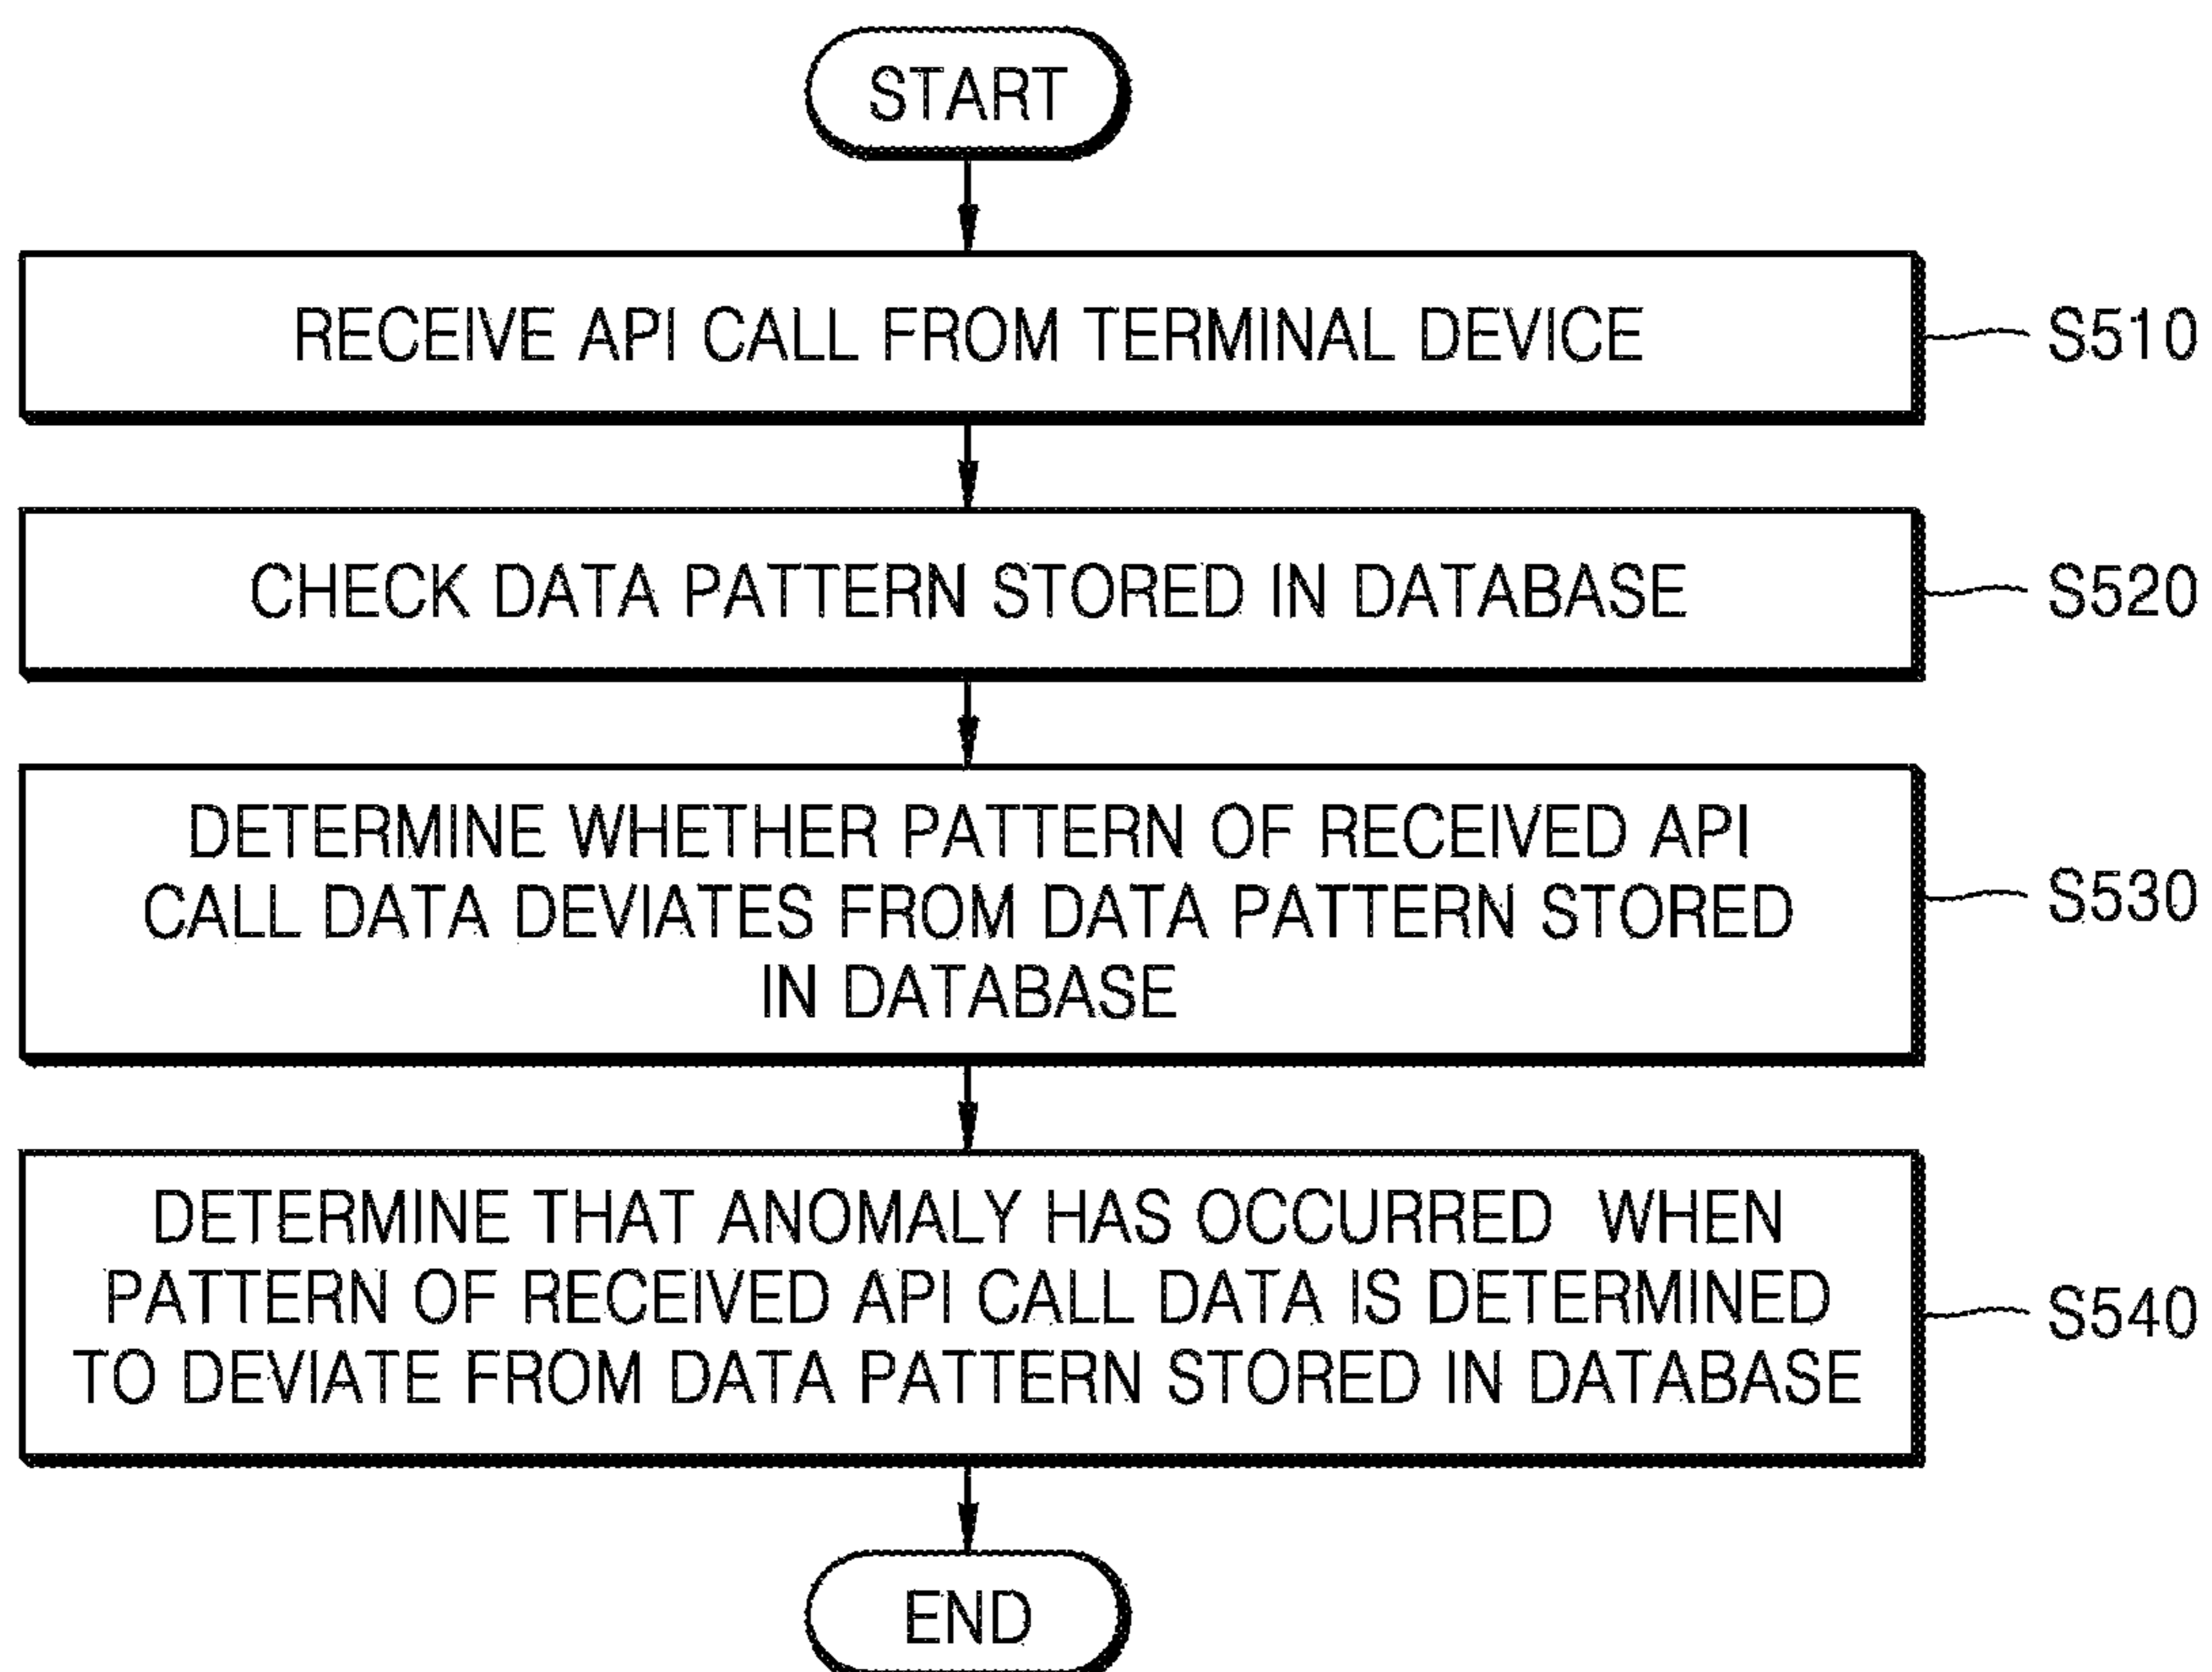 START
RECEIVE API CALL FROM TERMINAL DEVICE
S510
CHECK DATA PATTERN STORED IN DATABASE
S520
DETERMINE WHETHER PATTERN OF RECEIVED API
CALL DATA DEVIATES FROM DATA PATTERN STORED
IN DATABASE
S530
DETERMINE THAT ANOMALY HAS OCCURRED WHEN
PATTERN OF RECEIVED API CALL DATA IS DETERMINED
TO DEVIATE FROM DATA PATTERN STORED IN DATABASE
S540
END